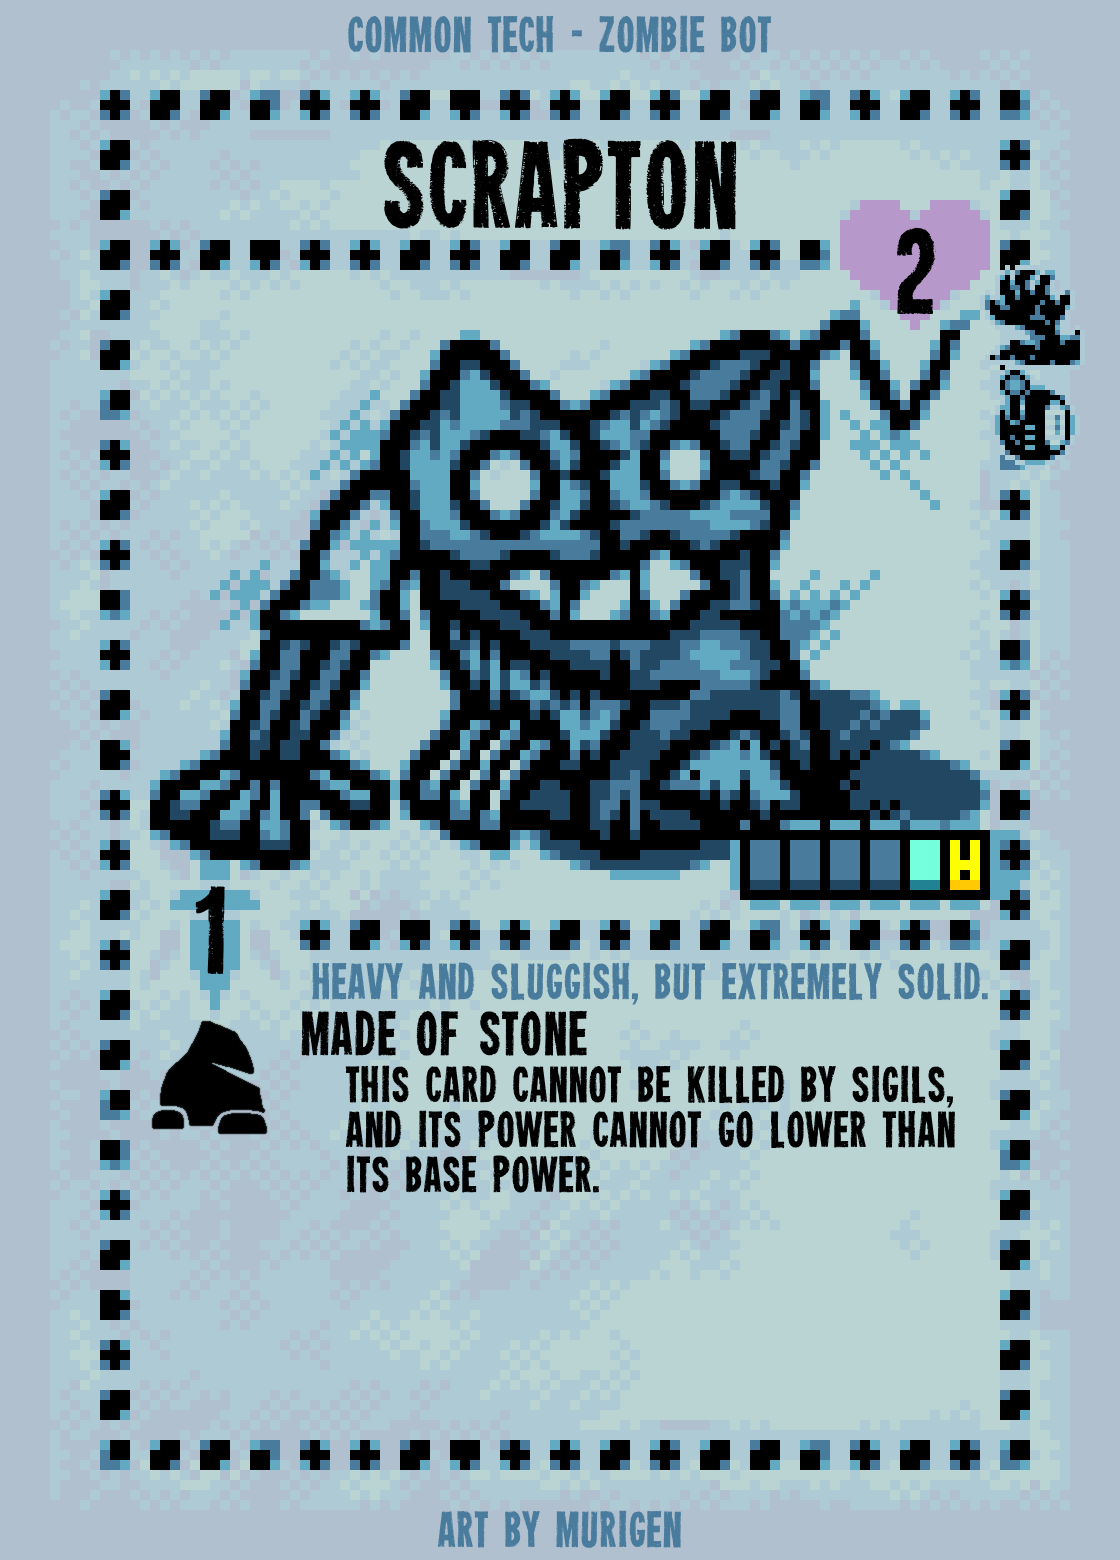 COMMON TECH - ZOMBIE BOT
SCRAPTON
2
1
HEAVY AND SLUGGISH, BUT EXTREMELY SOLID.
MADE OF STONE
THIS CARD CANNOT BE KILLED BY SIGILS,
AND ITS POWER CANNOT GO LOWER THAN
ITS BASE POWER.
ART BY MURIGEN